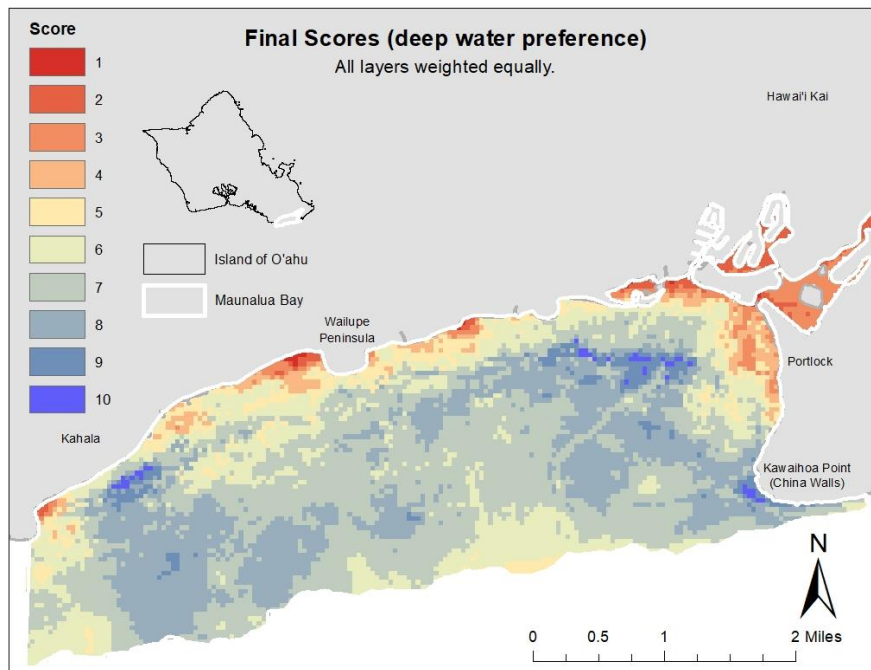 Final Scores (deep water preference)
All layers weighted equally.
Score
1
2
3
4
5
6
7
8
9
10
Island of O'ahu
Maunalua Bay
Hawai'i Kai
Wailupe
Peninsula
Portlock
Kahala
Kawaihoa Point
(China Walls)
N
0 0.5 1 2 Miles